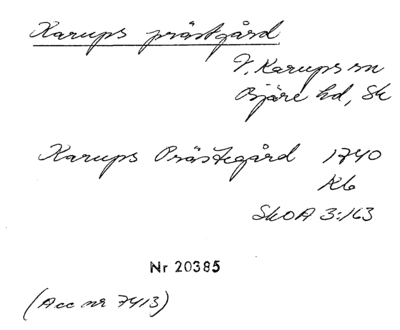 Karups prästgård
V. Karups sn
Bjäre hd, Sk
Karups Prästegård 1740
Kb
SkOA 3:163
Nr 20385
(Acc nr 7413)